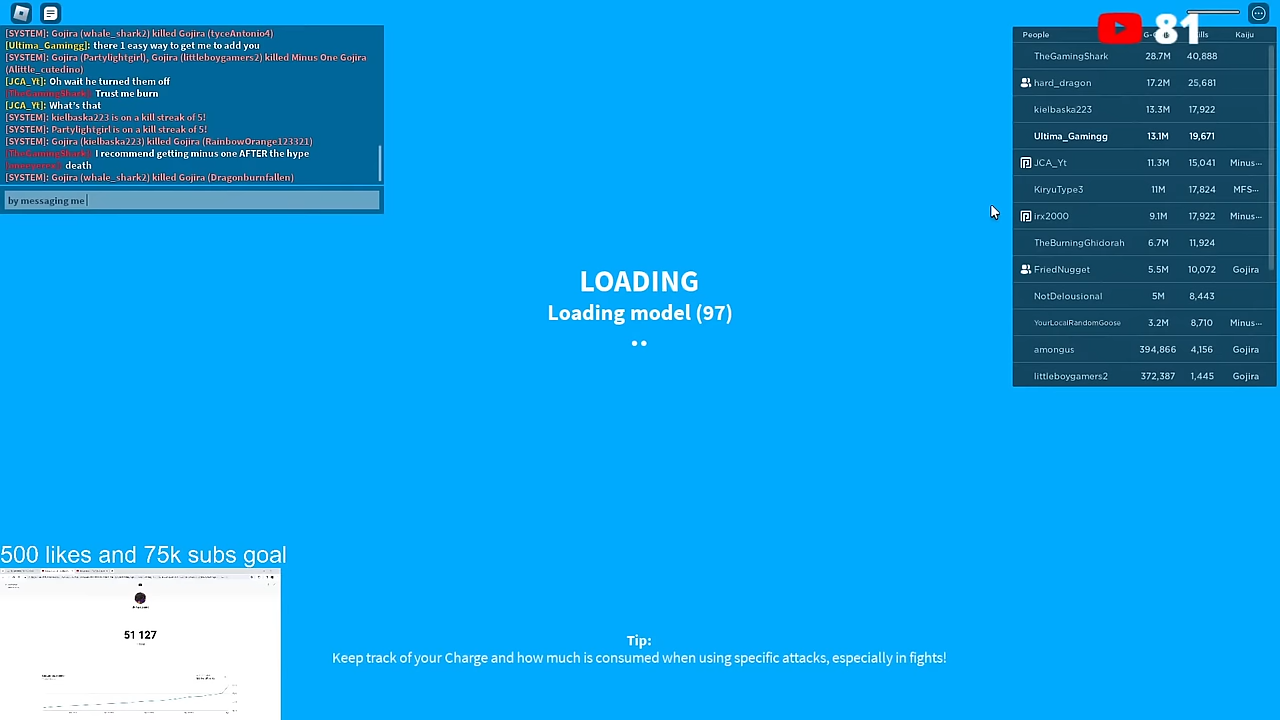 [SYSTEM]: Gojira (whale_shark2) killed Gojira (tyceAntonio4)
[Ultima_Gamingg]: there 1 easy way to get me to add you
[SYSTEM]: Gojira (Partylightgirl), Gojira (littleboygamers2) killed Minus One Gojira
(Alittle_cutedino)
[JCA_Yt]: Oh wait he turned them off
[TheGamingShark]: Trust me burn
[JCA_Yt]: What's that
[SYSTEM]: kielbaska223 is on a kill streak of 5!
[SYSTEM]: Partylightgirl is on a kill streak of 5!
[SYSTEM]: Gojira (kielbaska223) killed Gojira (RainbowOrange123321)
[TheGamingShark]: I recommend getting minus one AFTER the hype
death
[SYSTEM]: Gojira (whale_shark2) killed Gojira (Dragonburnfallen)
by messaging me
81
People Kaiju
TheGamingShark 28.7M 40,888
hard_dragon 17.2M 25,681
kielbaska223 13.3M 17,922
Ultima_Gamingg 13.1M 19,671
JCA_Yt 11.3M 15,041 Minus...
KiryuType3 11M 17,824 MFS...
irx2000 9.1M 17,922 Minus...
TheBurningGhidorah 6.7M 11,924
FriedNugget 5.5M 10,072 Gojira
NotDelousional 5M 8,443
YourLocalRandomGoose 3.2M 8,710 Minus...
amongus 394,866 4,156 Gojira
littleboygamers2 372,387 1,445 Gojira
LOADING
Loading model (97)
500 likes and 75k subs goal
51 127
Tip:
Keep track of your Charge and how much is consumed when using specific attacks, especially in fights!